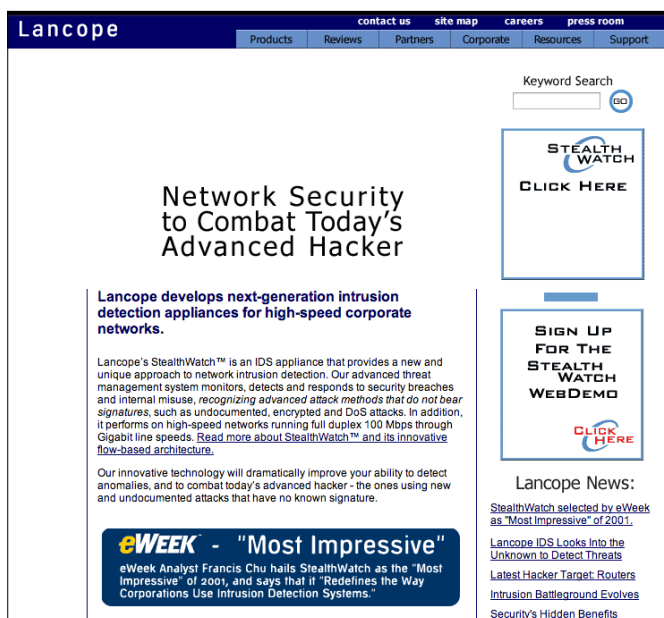 Lancope
contact us site map careers press room
Products Reviews Partners Corporate Resources Support
Keyword Search
GO
STEALTH
WATCH
CLICK HERE
Network Security
to Combat Today's
Advanced Hacker
Lancope develops next-generation intrusion
detection appliances for high-speed corporate
networks.
Lancope's StealthWatch™ is an IDS appliance that provides a new and
unique approach to network intrusion detection. Our advanced threat
management system monitors, detects and responds to security breaches
and internal misuse, recognizing advanced attack methods that do not bear
signatures, such as undocumented, encrypted and DoS attacks. In addition,
it performs on high-speed networks running full duplex 100 Mbps through
Gigabit line speeds. Read more about StealthWatch™ and its innovative
flow-based architecture.
Our innovative technology will dramatically improve your ability to detect
anomalies, and to combat today's advanced hacker - the ones using new
and undocumented attacks that have no known signature.
eWEEK - "Most Impressive"
eWeek Analyst Francis Chu hails StealthWatch as the "Most
Impressive" of 2001, and says that it "Redefines the Way
Corporations Use Intrusion Detection Systems."
SIGN UP
FOR THE
STEALTH
WATCH
WEBDEMO
CLICK
HERE
Lancope News:
StealthWatch selected by eWeek
as "Most Impressive" of 2001.
Lancope IDS Looks Into the
Unknown to Detect Threats
Latest Hacker Target: Routers
Intrusion Battleground Evolves
Security's Hidden Benefits